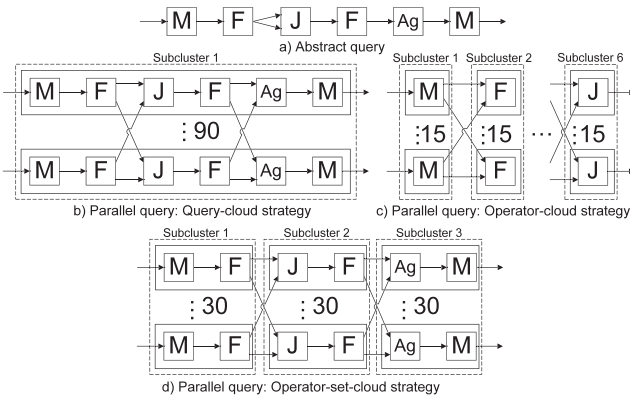 M F J F Ag M
a) Abstract query
Subcluster 1
M F J F Ag M
⋮90
M F J F Ag M
b) Parallel query: Query-cloud strategy
Subcluster 1 Subcluster 2 Subcluster 6
M F J
⋮15 ⋮15 ... ⋮15
M F J
c) Parallel query: Operator-cloud strategy
Subcluster 1 Subcluster 2 Subcluster 3
M F J F Ag M
⋮30 ⋮30 ⋮30
M F J F Ag M
d) Parallel query: Operator-set-cloud strategy